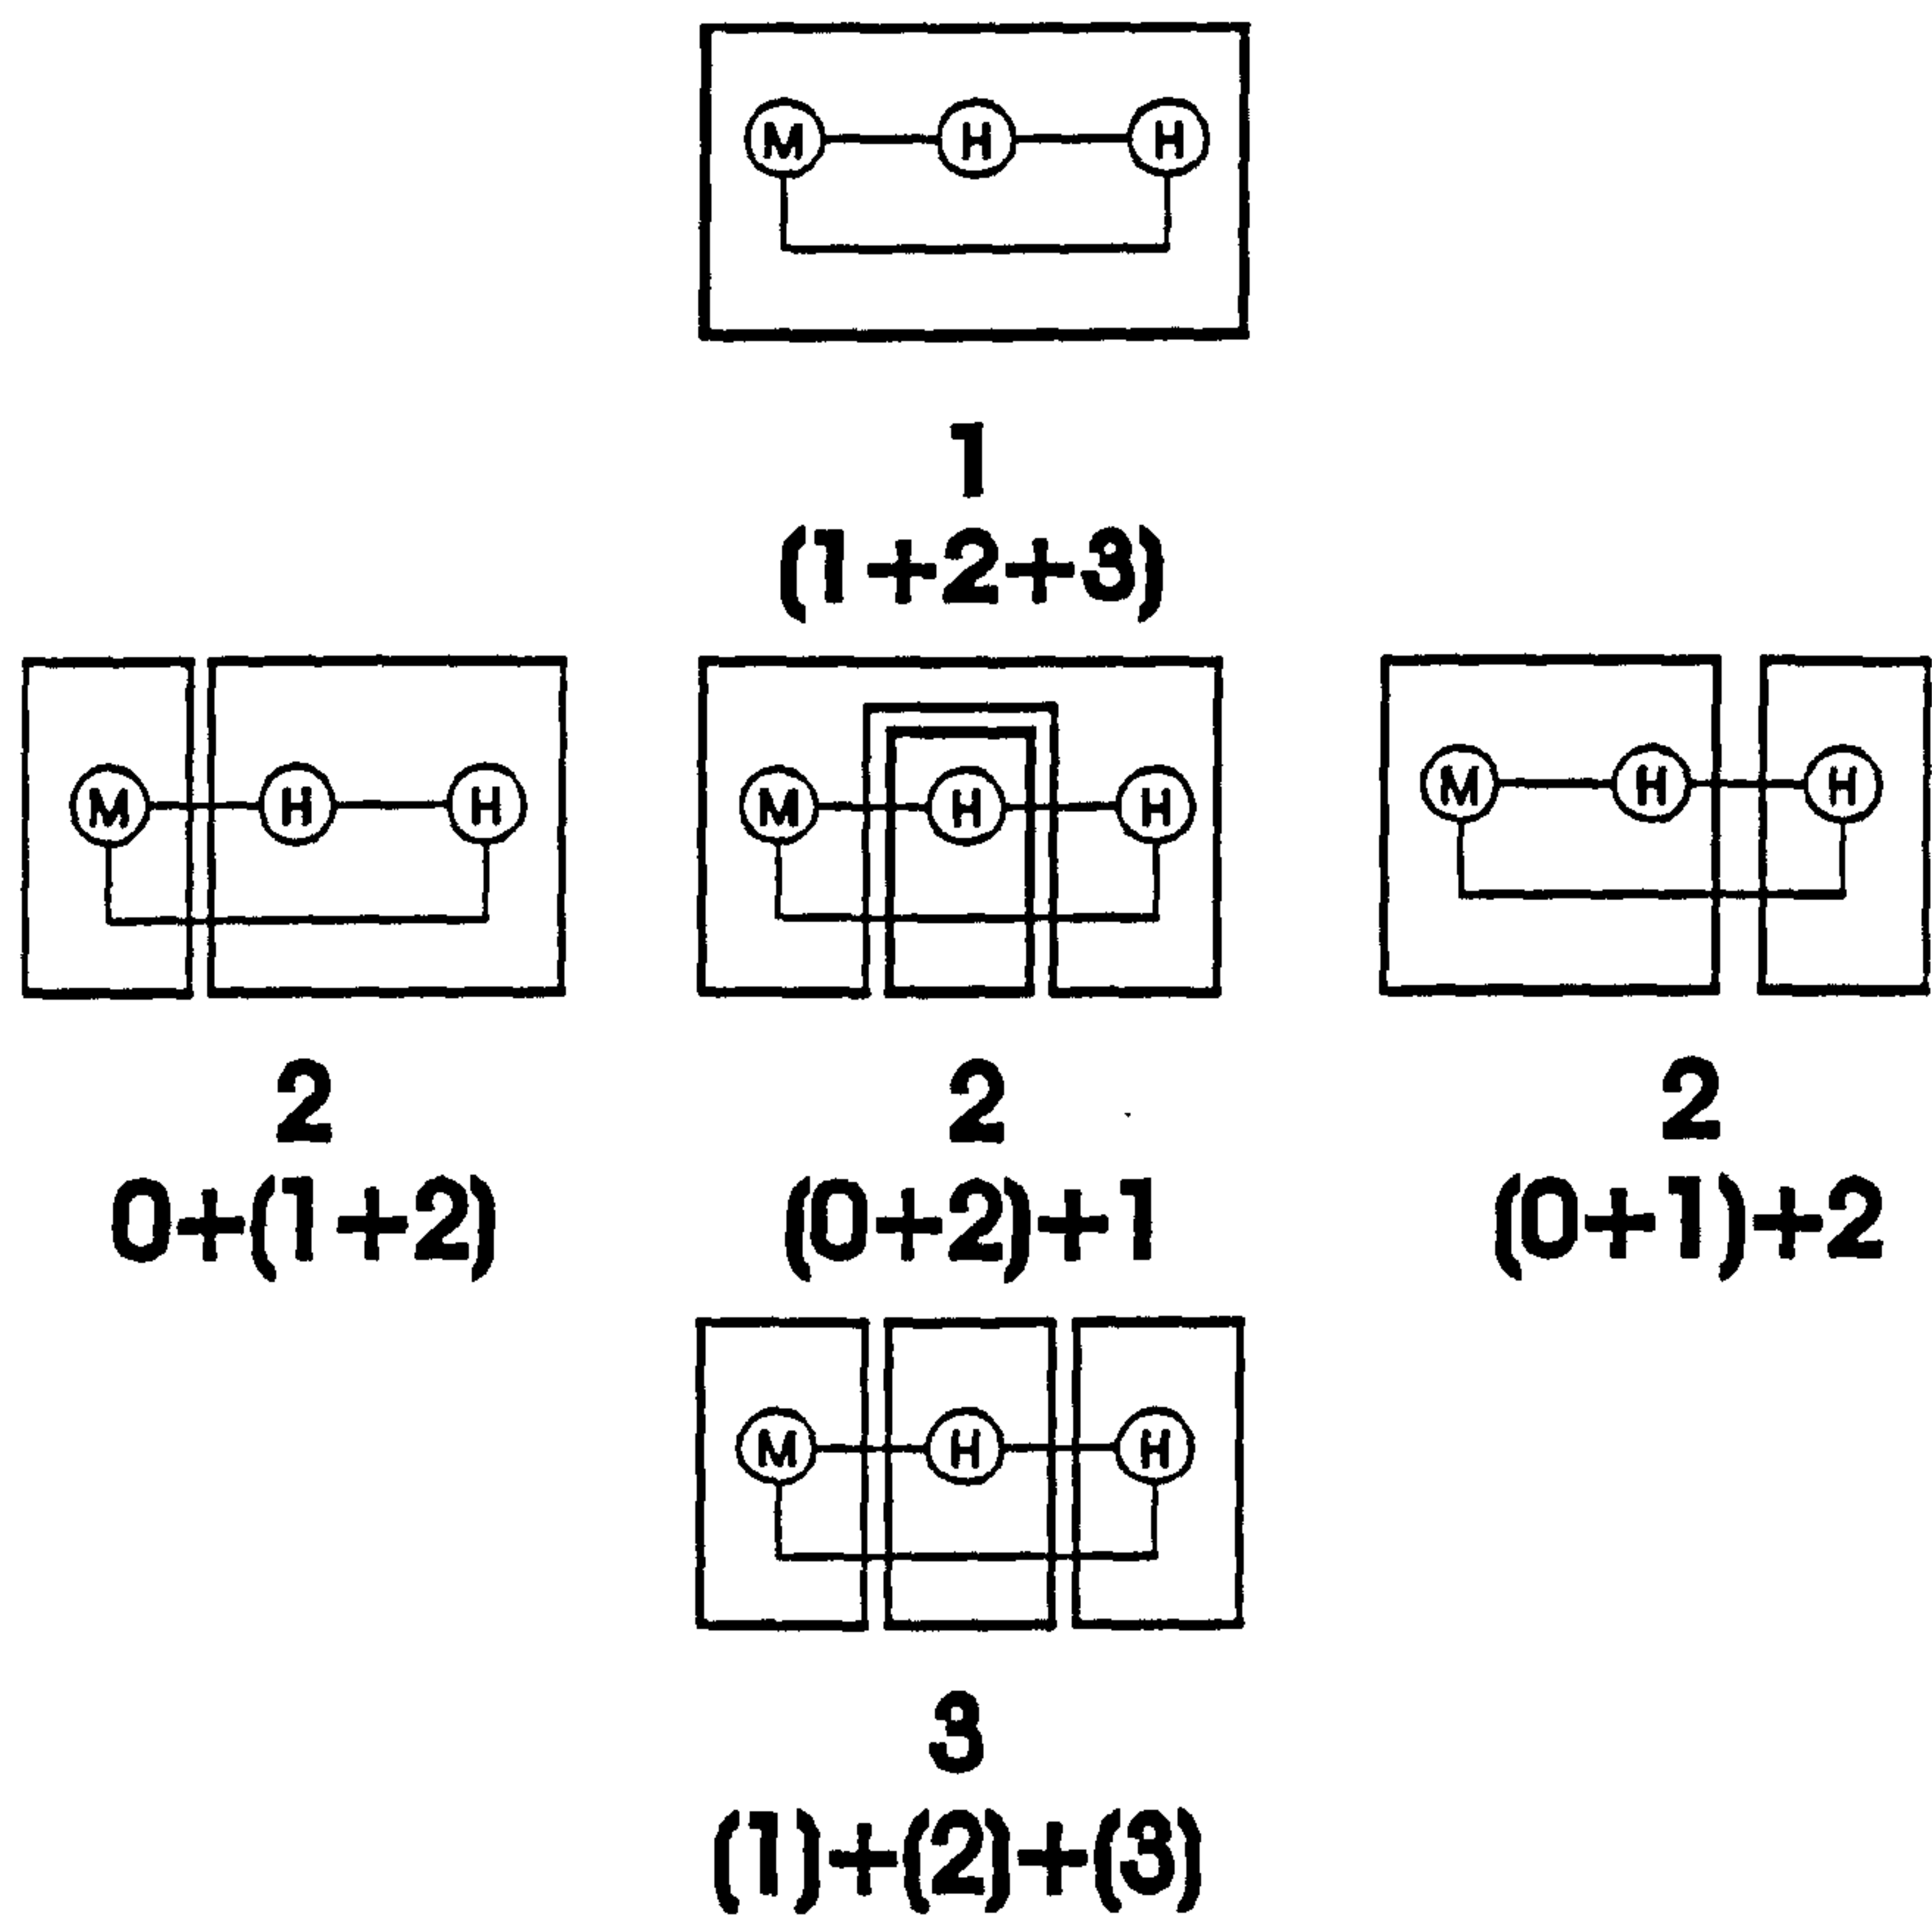 M H H
1
(1+2+3)
M H H
M H H
M H H
2
2
2
0+(1+2)
(0+2)+1
(0+1)+2
M H H
3
(1)+(2)+(3)